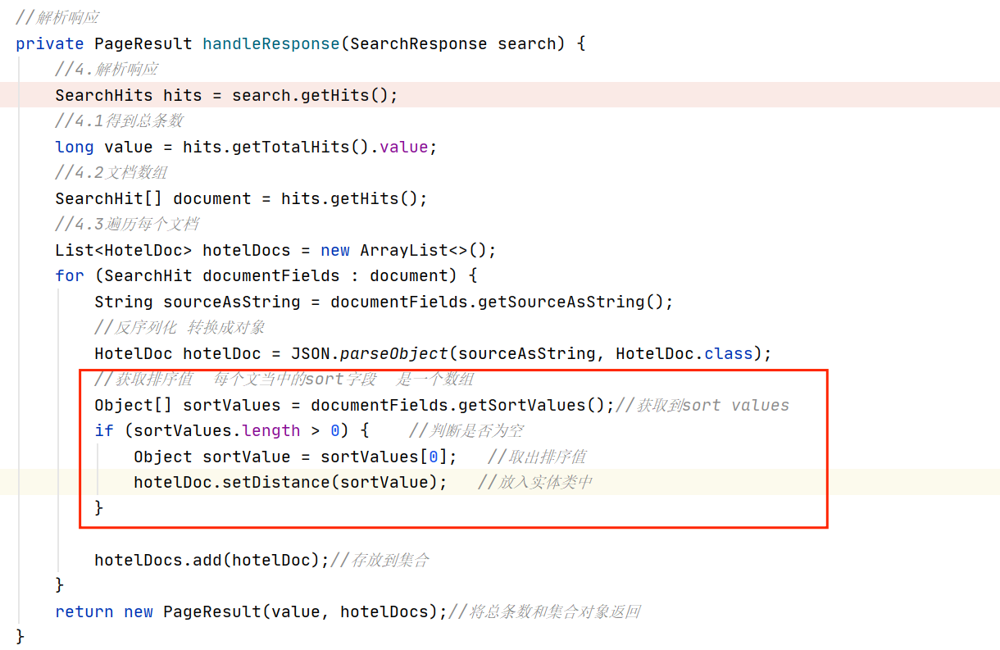 //解析响应
private PageResult handleResponse(SearchResponse search) {
//4.解析响应
SearchHits hits = search.getHits();
//4.1得到总条数
long value = hits.getTotalHits().value;
//4.2文档数组
SearchHit[] document = hits.getHits();
//4.3遍历每个文档
List<HotelDoc> hotelDocs = new ArrayList<>();
for (SearchHit documentFields : document) {
String sourceAsString = documentFields.getSourceAsString();
//反序列化 转换成对象
HotelDoc hotelDoc = JSON.parseObject(sourceAsString, HotelDoc.class);
//获取排序值  每个文当中的sort字段  是一个数组
Object[] sortValues = documentFields.getSortValues();//获取到sort values
if (sortValues.length > 0) {    //判断是否为空
Object sortValue = sortValues[0];   //取出排序值
hotelDoc.setDistance(sortValue);   //放入实体类中
}
hotelDocs.add(hotelDoc);//存放到集合
}
return new PageResult(value, hotelDocs);//将总条数和集合对象返回
}